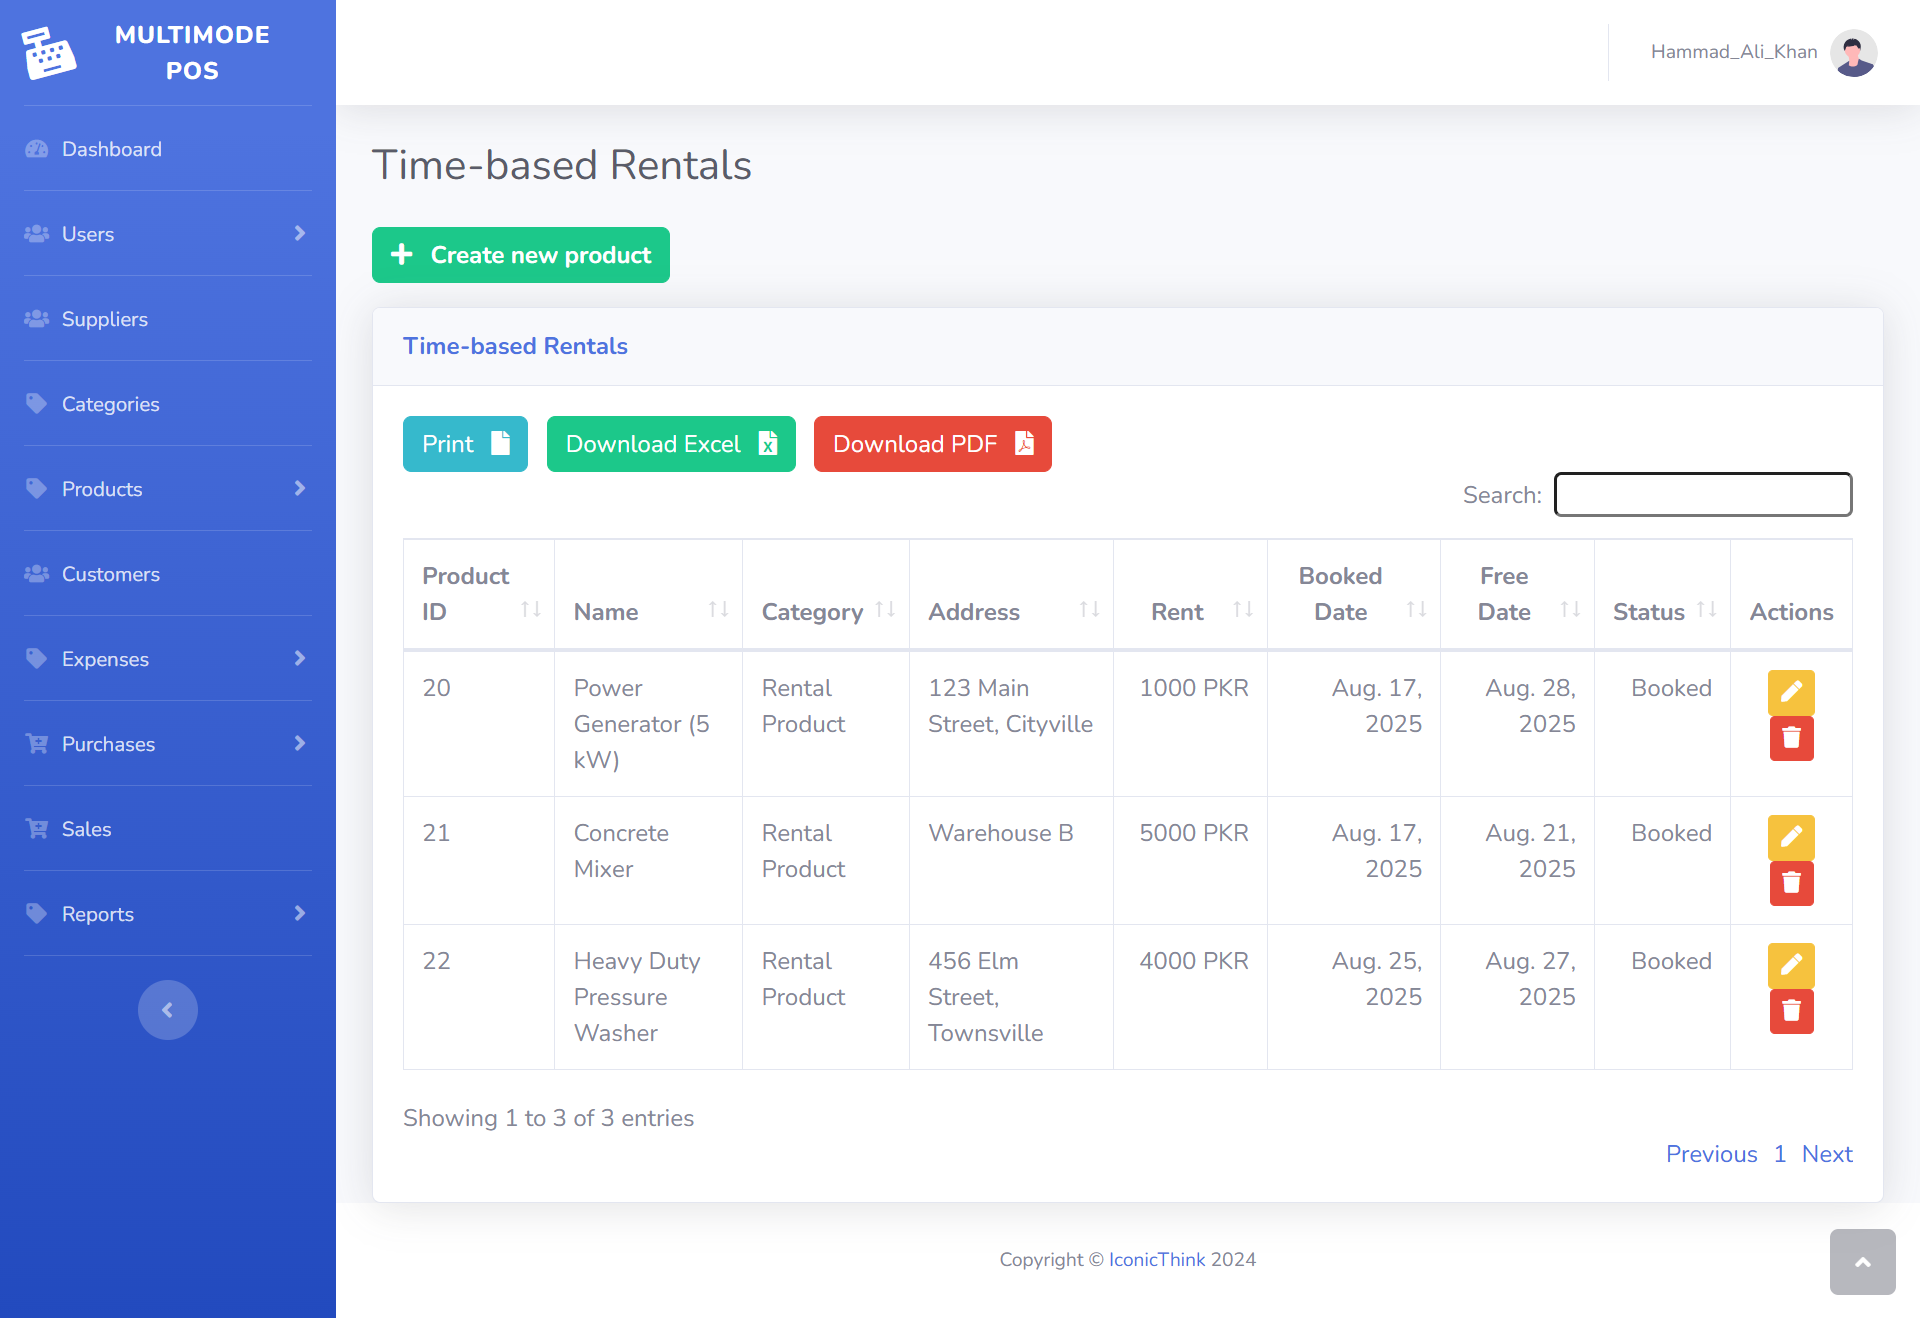 MULTIMODE
POS
Hammad_Ali_Khan
Dashboard
Users
Suppliers
Categories
Products
Customers
Expenses
Purchases
Sales
Reports
Time-based Rentals
Create new product
Time-based Rentals
Print Download Excel Download PDF
Search:
Product ID Name Category Address Rent Booked Date Free Date Status Actions
20 Power Generator (5 kW) Rental Product 123 Main Street, Cityville 1000 PKR Aug. 17, 2025 Aug. 28, 2025 Booked
21 Concrete Mixer Rental Product Warehouse B 5000 PKR Aug. 17, 2025 Aug. 21, 2025 Booked
22 Heavy Duty Pressure Washer Rental Product 456 Elm Street, Townsville 4000 PKR Aug. 25, 2025 Aug. 27, 2025 Booked
Showing 1 to 3 of 3 entries
Previous 1 Next
Copyright © IconicThink 2024